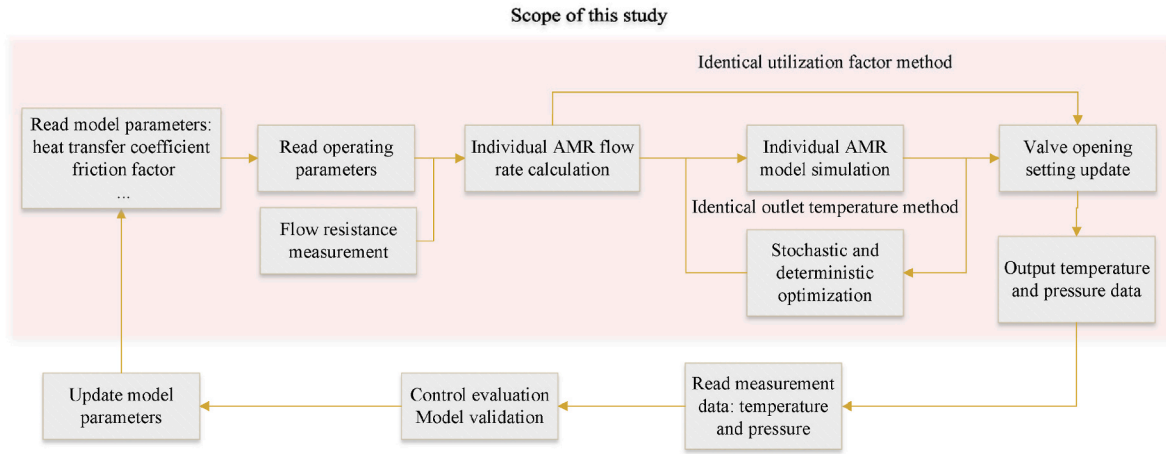 Scope of this study
Identical utilization factor method
Read model parameters:
heat transfer coefficient
friction factor
...
Read operating
parameters
Flow resistance
measurement
Individual AMR flow
rate calculation
Individual AMR
model simulation
Identical outlet temperature method
Stochastic and
deterministic
optimization
Valve opening
setting update
Output temperature
and pressure data
Read measurement
data: temperature
and pressure
Control evaluation
Model validation
Update model
parameters